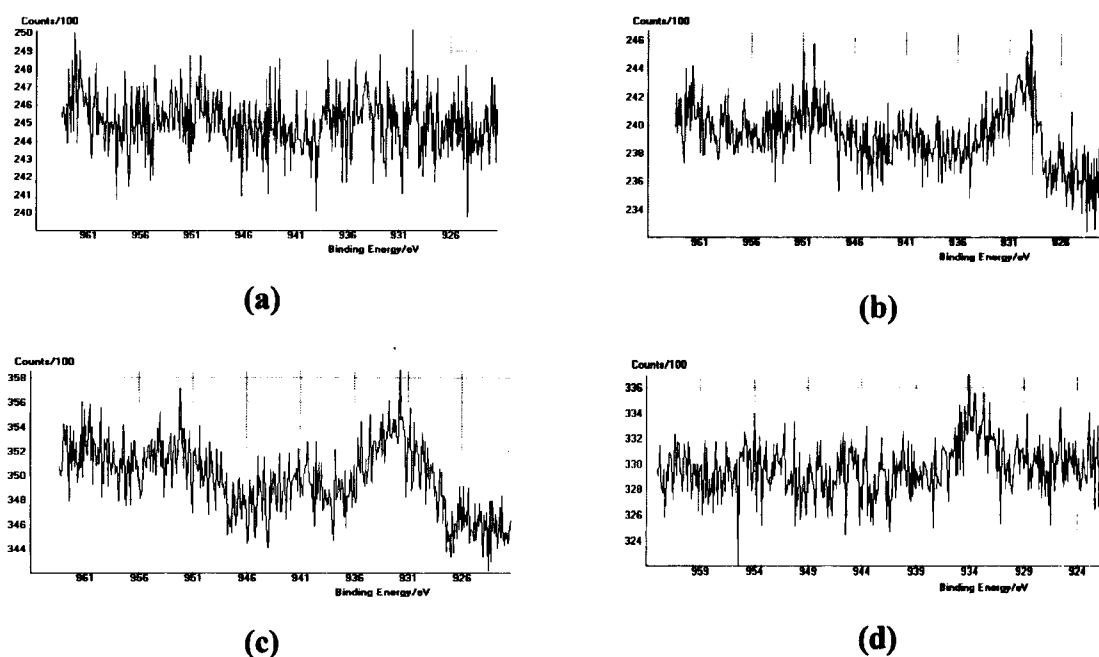 Counts/100
250
249
248
247
246
245
244
243
242
241
240
961 956 951 946 941 936 931 926
Binding Energy/eV
(a)
Counts/100
246
244
242
240
238
236
234
961 956 951 946 941 936 931 926
Binding Energy/eV
(b)
Counts/100
358
356
354
352
350
348
346
344
961 956 951 946 941 936 931 926
Binding Energy/eV
(c)
Counts/100
336
334
332
330
328
326
324
959 954 949 944 939 934 929 924
Binding Energy/eV
(d)